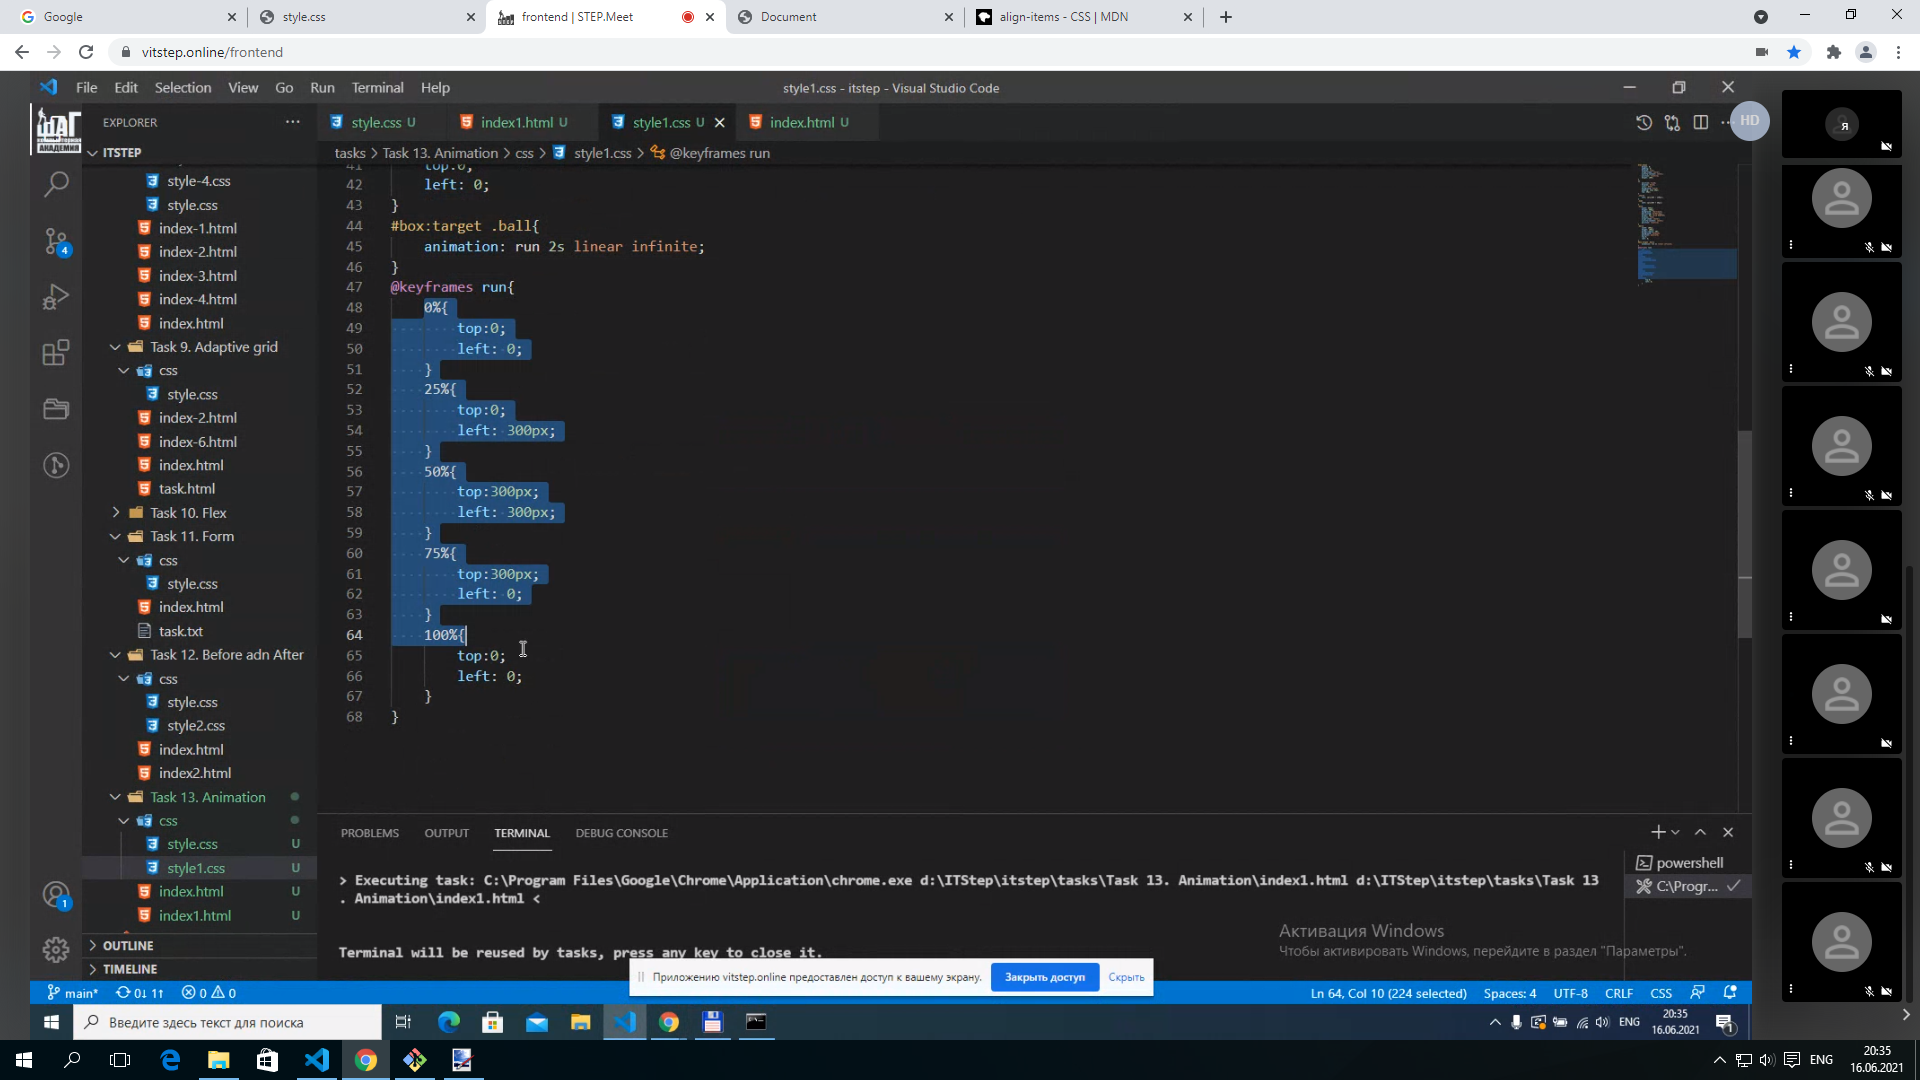 Google
style.css
frontend | STEP.Meet
Document
align-items - CSS | MDN
vitstep.online/frontend
File Edit Selection View Go Run Terminal Help
style1.css - itstep - Visual Studio Code
ШАГ
АКАДЕМИЯ
EXPLORER
style.css U
index1.html U
style1.css U
index.html U
HD
Я
ITSTEP
tasks > Task 13. Animation > css > style1.css > @keyframes run
style-4.css
style.css
index-1.html
index-2.html
index-3.html
index-4.html
index.html
Task 9. Adaptive grid
css
style.css
index-2.html
index-6.html
index.html
task.html
Task 10. Flex
Task 11. Form
css
style.css
index.html
task.txt
Task 12. Before adn After
css
style.css
style2.css
index.html
index2.html
Task 13. Animation
css
style.css U
style1.css U
index.html U
index1.html U
OUTLINE
TIMELINE
41 top:0;
42 left: 0;
43 }
44 #box:target .ball{
45 animation: run 2s linear infinite;
46 }
47 @keyframes run{
48 0%{
49 top:0;
50 left: 0;
51 }
52 25%{
53 top:0;
54 left: 300px;
55 }
56 50%{
57 top:300px;
58 left: 300px;
59 }
60 75%{
61 top:300px;
62 left: 0;
63 }
64 100%{
65 top:0;
66 left: 0;
67 }
68 }
4
1
PROBLEMS OUTPUT TERMINAL DEBUG CONSOLE
powershell
C:\Progr...
> Executing task: C:\Program Files\Google\Chrome\Application\chrome.exe d:\ITStep\itstep\tasks\Task 13. Animation\index1.html d:\ITStep\itstep\tasks\Task 13
. Animation\index1.html <
Terminal will be reused by tasks, press any key to close it.
Активация Windows
Чтобы активировать Windows, перейдите в раздел "Параметры".
Приложению vitstep.online предоставлен доступ к вашему экрану.
Закрыть доступ
Скрыть
main* 0↓ 1↑ 0 0
Ln 64, Col 10 (224 selected) Spaces: 4 UTF-8 CRLF CSS
Введите здесь текст для поиска
ENG
20:35
16.06.2021
1
ENG
20:35
16.06.2021